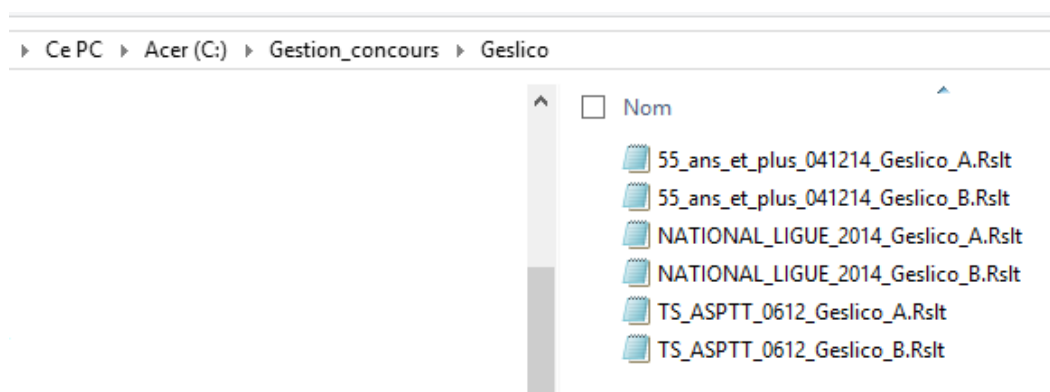 Ce PC Acer (C:) Gestion_concours Geslico
Nom
55_ans_et_plus_041214_Geslico_A.Rslt
55_ans_et_plus_041214_Geslico_B.Rslt
NATIONAL_LIGUE_2014_Geslico_A.Rslt
NATIONAL_LIGUE_2014_Geslico_B.Rslt
TS_ASPTT_0612_Geslico_A.Rslt
TS_ASPTT_0612_Geslico_B.Rslt